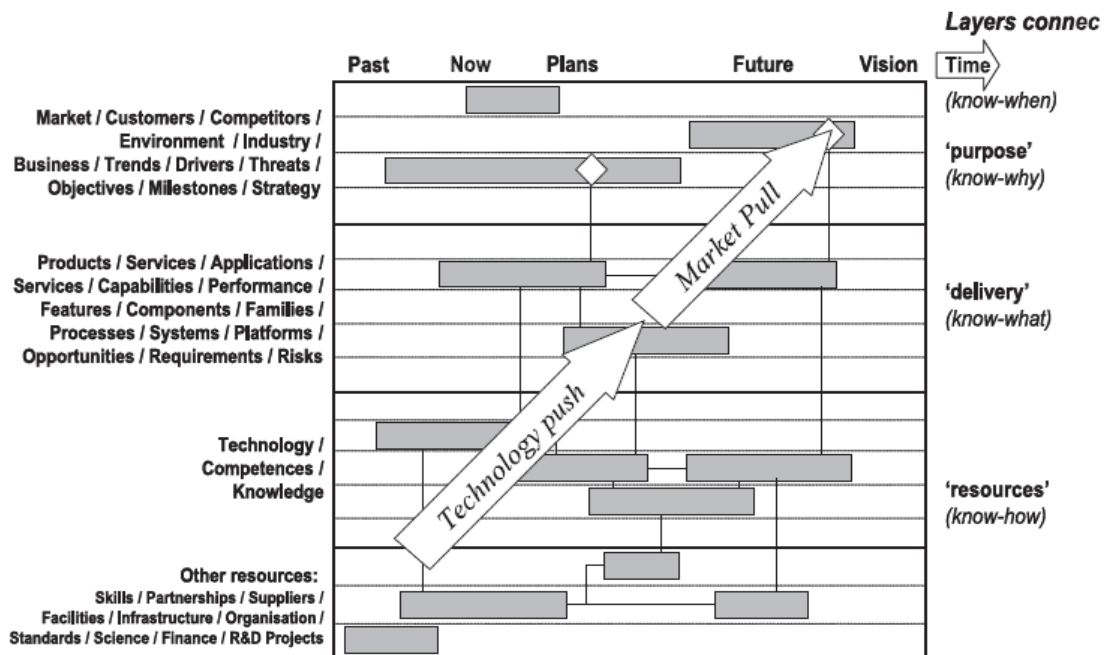 Layers connec
Past Now Plans Future Vision Time
(know-when)
Market / Customers / Competitors /
Environment / Industry /
Business / Trends / Drivers / Threats /
Objectives / Milestones / Strategy
'purpose'
(know-why)
Market Pull
Products / Services / Applications /
Services / Capabilities / Performance /
Features / Components / Families /
Processes / Systems / Platforms /
Opportunities / Requirements / Risks
'delivery'
(know-what)
Technology push
Technology /
Competences /
Knowledge
'resources'
(know-how)
Other resources:
Skills / Partnerships / Suppliers /
Facilities / Infrastructure / Organisation /
Standards / Science / Finance / R&D Projects